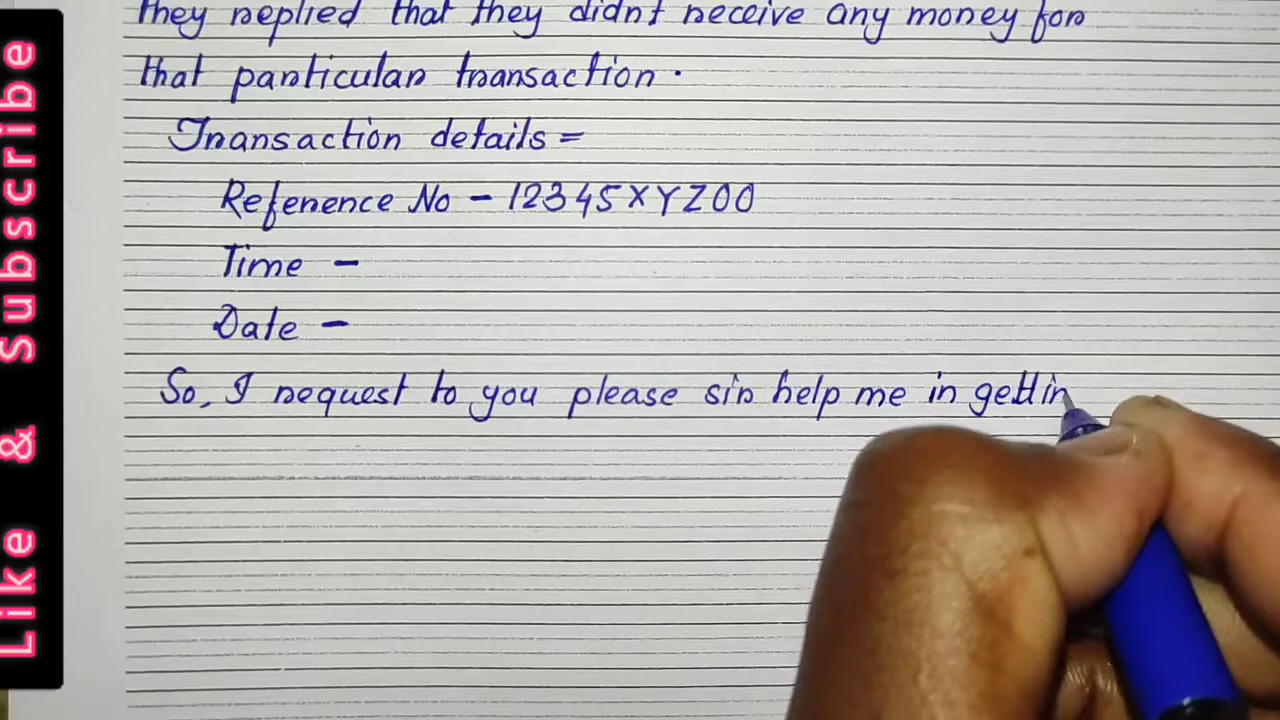 they replied that they didnt receive any money for
that particular transaction.
Transaction details =
Reference No - 12345XYZ00
Time -
Date -
So, I request to you please sir help me in gettin
Like & Subscribe